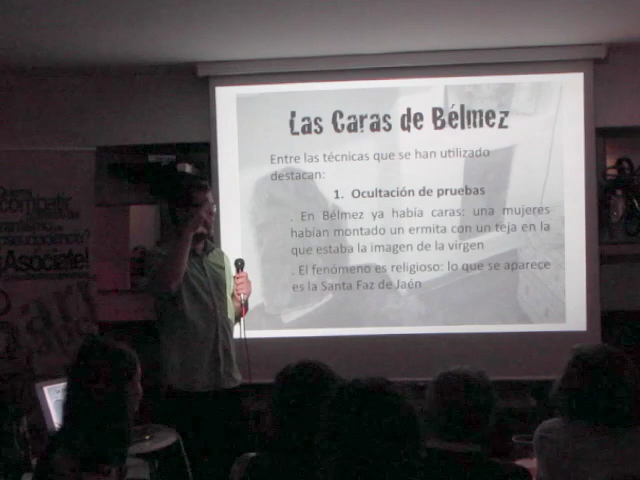 Las Caras de Bélmez
Entre las técnicas que se han utilizado
destacan:
1. Ocultación de pruebas
. En Bélmez ya había caras: una mujeres
habían montado un ermita con un teja en la
que estaba la imagen de la virgen
. El fenómeno es religioso: lo que se aparece
es la Santa Faz de Jaén
combatir
¡Asóciate!